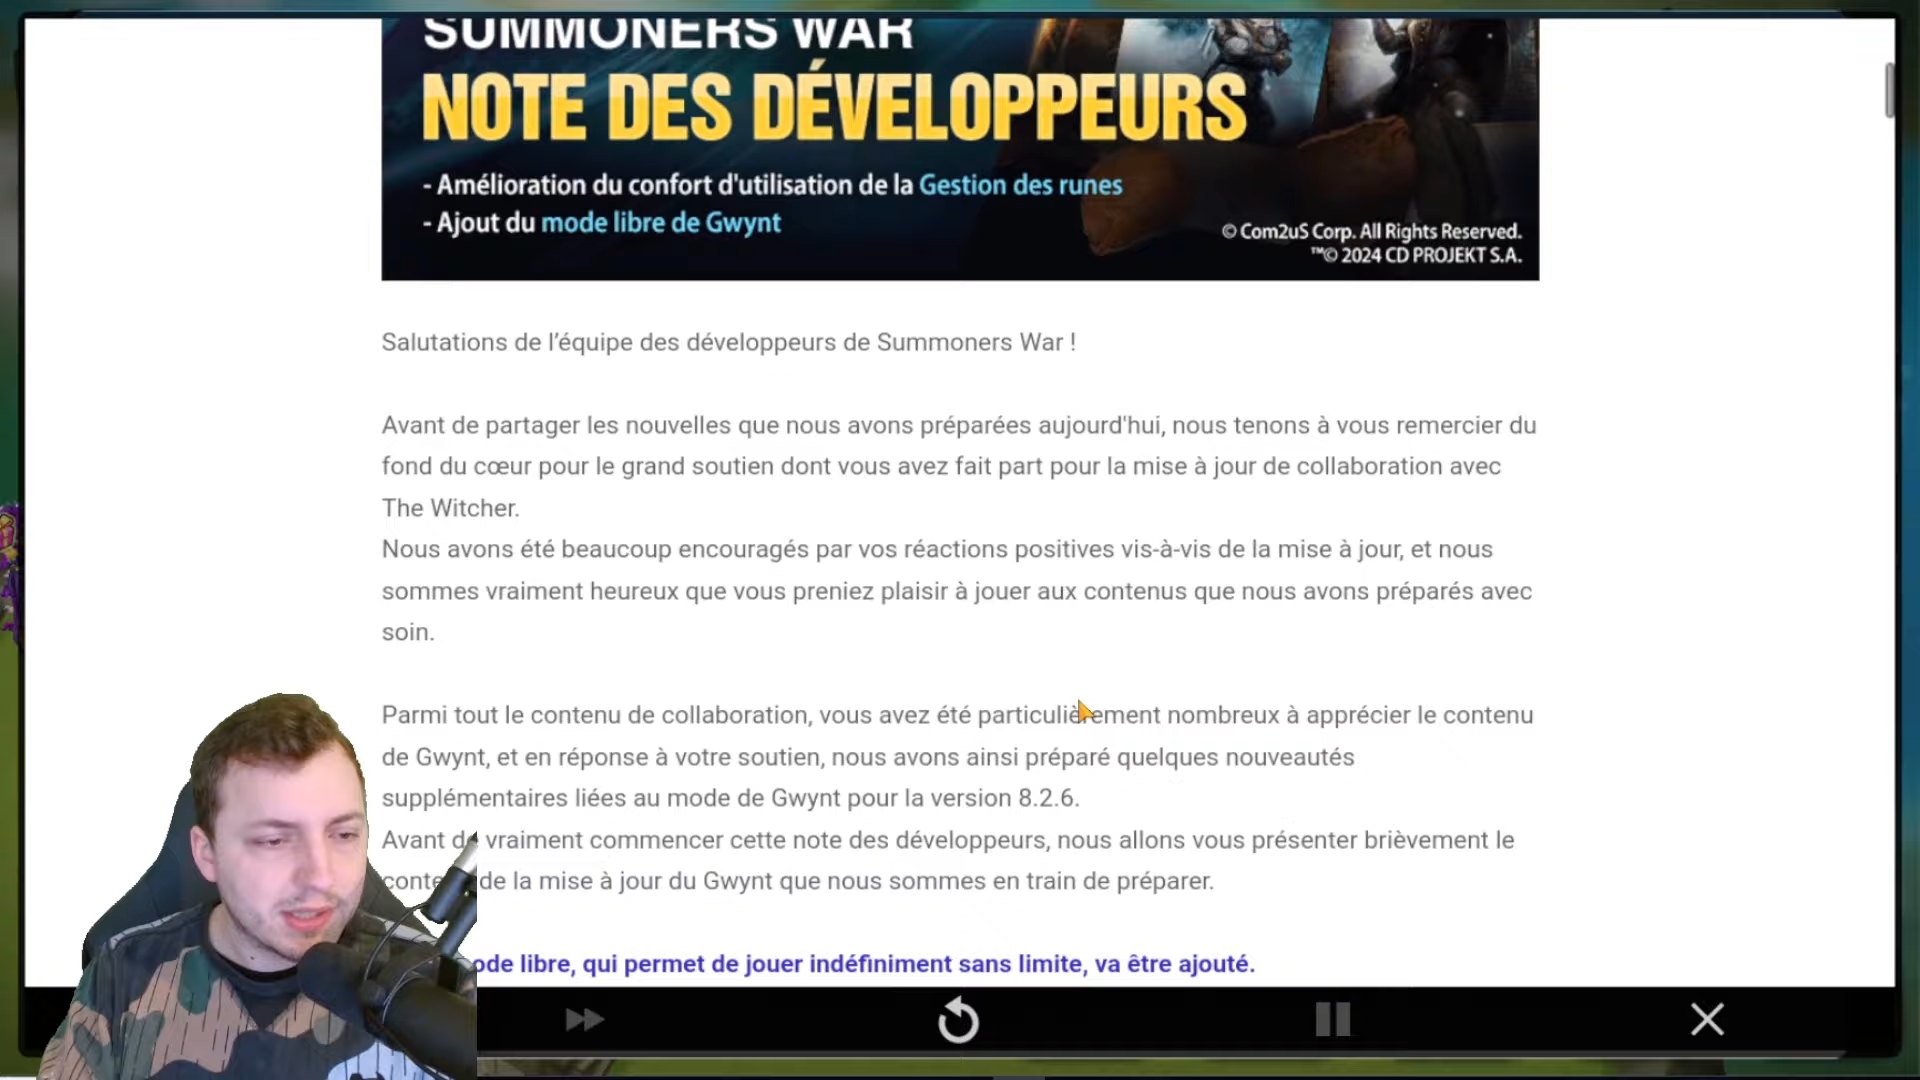 SUMMONERS WAR
NOTE DES DÉVELOPPEURS
- Amélioration du confort d'utilisation de la Gestion des runes
- Ajout du mode libre de Gwynt
© Com2uS Corp. All Rights Reserved.
™© 2024 CD PROJEKT S.A.
Salutations de l’équipe des développeurs de Summoners War !
Avant de partager les nouvelles que nous avons préparées aujourd'hui, nous tenons à vous remercier du
fond du cœur pour le grand soutien dont vous avez fait part pour la mise à jour de collaboration avec
The Witcher.
Nous avons été beaucoup encouragés par vos réactions positives vis-à-vis de la mise à jour, et nous
sommes vraiment heureux que vous preniez plaisir à jouer aux contenus que nous avons préparés avec
soin.
Parmi tout le contenu de collaboration, vous avez été particulièrement nombreux à apprécier le contenu
de Gwynt, et en réponse à votre soutien, nous avons ainsi préparé quelques nouveautés
supplémentaires liées au mode de Gwynt pour la version 8.2.6.
Avant de vraiment commencer cette note des développeurs, nous allons vous présenter brièvement le
de la mise à jour du Gwynt que nous sommes en train de préparer.
libre, qui permet de jouer indéfiniment sans limite, va être ajouté.